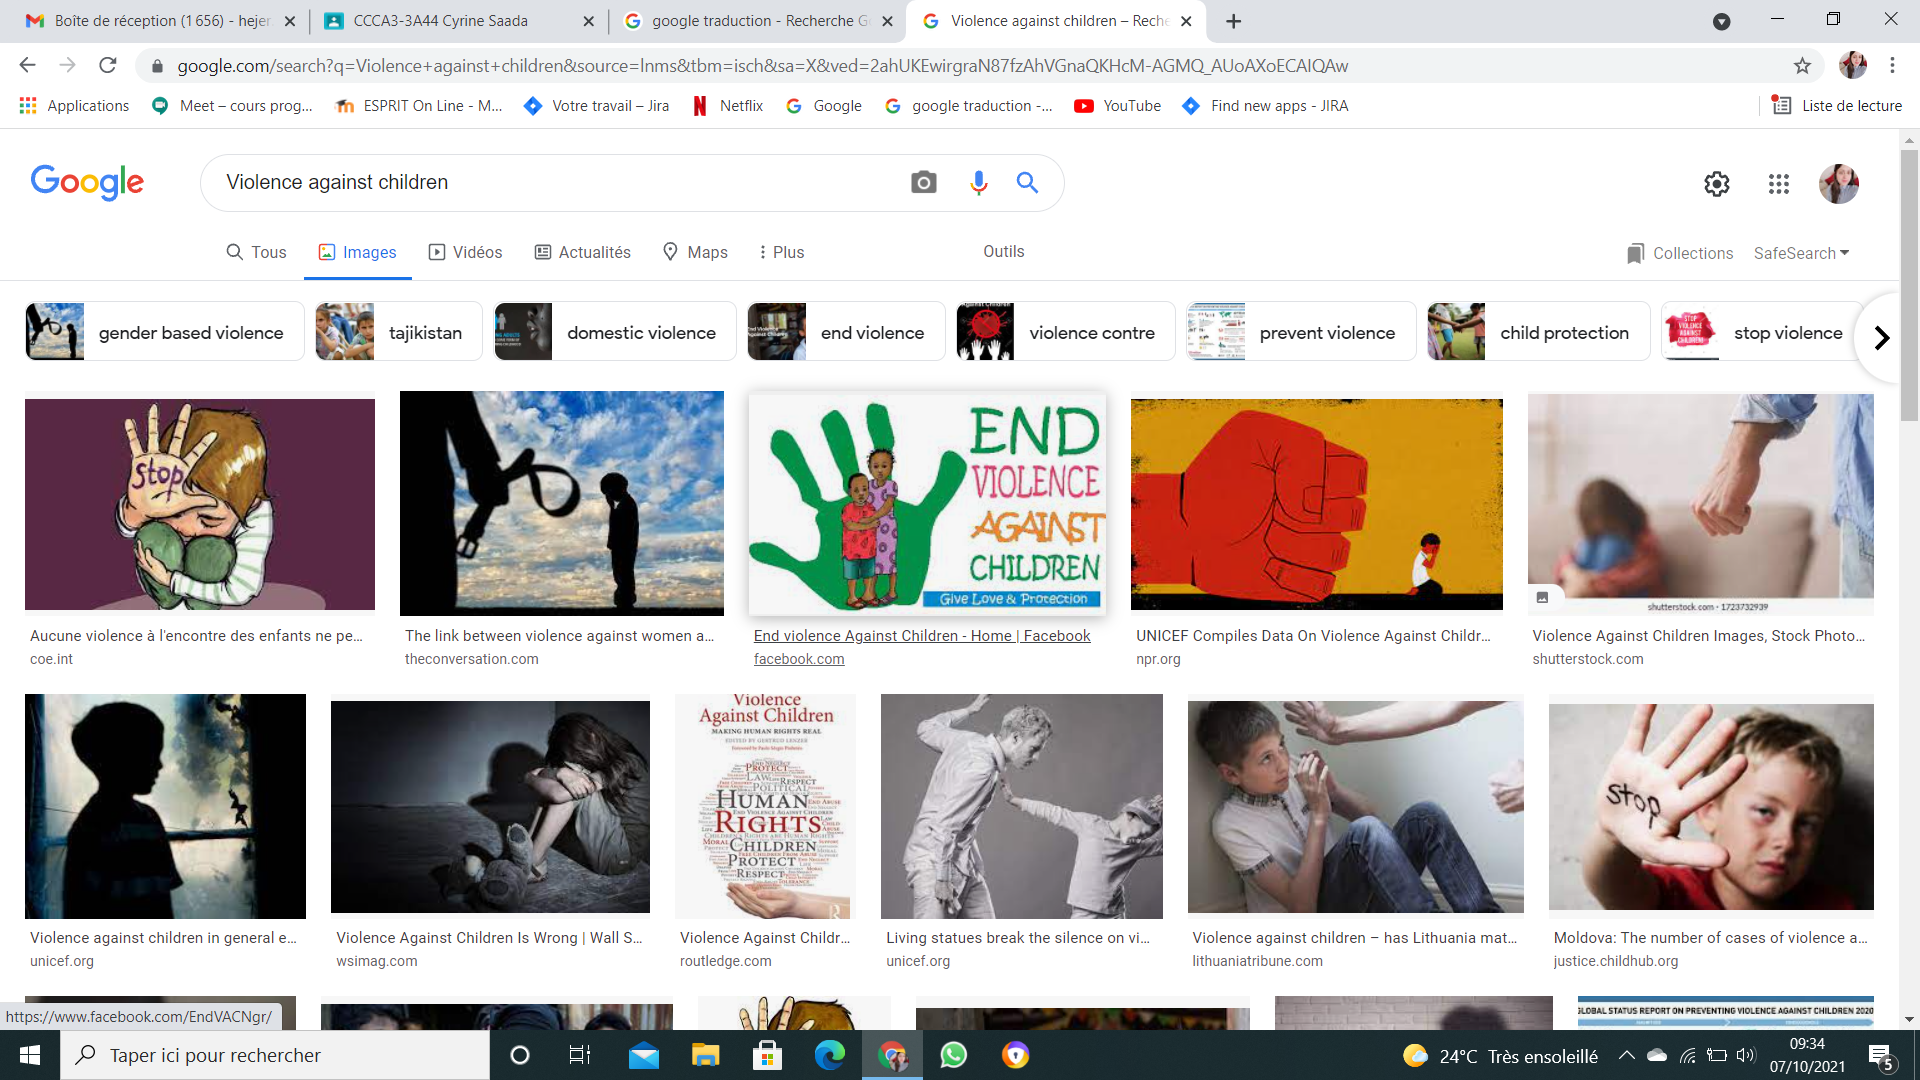 Boîte de réception (1 656) - hejer
CCCA3-3A44 Cyrine Saada
google traduction - Recherche G
Violence against children – Reche
google.com/search?q=Violence+against+children&source=lnms&tbm=isch&sa=X&ved=2ahUKEwirgraN87fzAhVGnaQKHcM-AGMQ_AUoAXoECAIQAw
Applications
Meet – cours prog...
ESPRIT On Line - M...
Votre travail – Jira
Netflix
Google
google traduction -...
YouTube
Find new apps - JIRA
Liste de lecture
Google
Violence against children
Tous
Images
Vidéos
Actualités
Maps
Plus
Outils
Collections
SafeSearch
gender based violence
tajikistan
domestic violence
end violence
violence contre
prevent violence
child protection
stop violence
Stop
END
VIOLENCE
AGAINST
CHILDREN
Give Love & Protection
shutterstock.com • 1723732939
Aucune violence à l'encontre des enfants ne pe...
coe.int
The link between violence against women a...
theconversation.com
End violence Against Children - Home | Facebook
facebook.com
UNICEF Compiles Data On Violence Against Childr...
npr.org
Violence Against Children Images, Stock Photo...
shutterstock.com
Violence
Against Children
MAKING HUMAN RIGHTS REAL
EDITED BY GERTRUD LENZER
HUMAN
RIGHTS
CHILDREN
PROTECT
RESPECT
stop
Violence against children in general e...
unicef.org
Violence Against Children Is Wrong | Wall S...
wsimag.com
Violence Against Childr...
routledge.com
Living statues break the silence on vi...
unicef.org
Violence against children – has Lithuania mat...
lithuaniatribune.com
Moldova: The number of cases of violence a...
justice.childhub.org
GLOBAL STATUS REPORT ON PREVENTING VIOLENCE AGAINST CHILDREN 2020
https://www.facebook.com/EndVACNgr/
Taper ici pour rechercher
24°C Très ensoleillé
09:34
07/10/2021
5